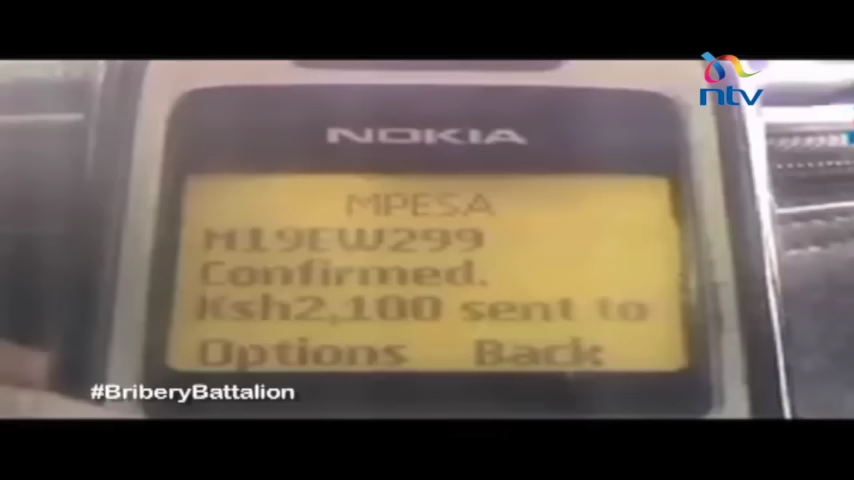 ntv
NOKIA
MPESA
M19EW299
Confirmed.
Ksh2,100 sent to
Options Back
#BriberyBattalion